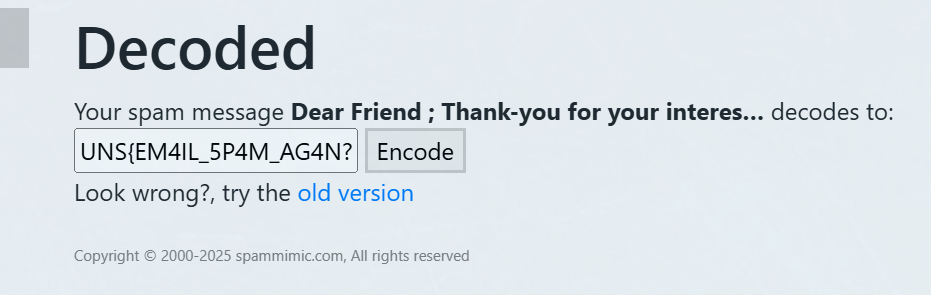 Decoded
Your spam message Dear Friend ; Thank-you for your interes... decodes to:
UNS{EM4IL_5P4M_AG4N? Encode
Look wrong?, try the old version
Copyright © 2000-2025 spammimic.com, All rights reserved